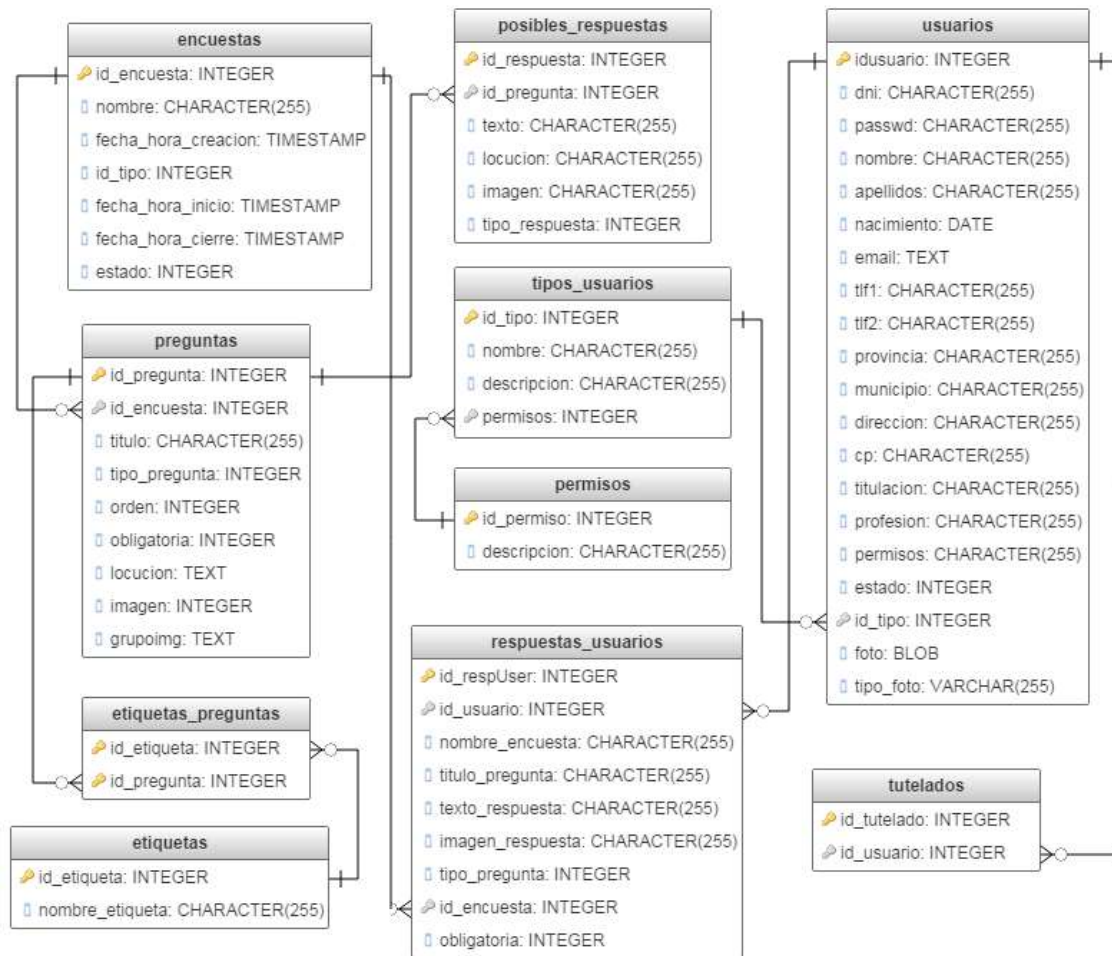 encuestas
id_encuesta: INTEGER
nombre: CHARACTER(255)
fecha_hora_creacion: TIMESTAMP
id_tipo: INTEGER
fecha_hora_inicio: TIMESTAMP
fecha_hora_cierre: TIMESTAMP
estado: INTEGER
preguntas
id_pregunta: INTEGER
id_encuesta: INTEGER
titulo: CHARACTER(255)
tipo_pregunta: INTEGER
orden: INTEGER
obligatoria: INTEGER
locucion: TEXT
imagen: INTEGER
grupoimg: TEXT
etiquetas_preguntas
id_etiqueta: INTEGER
id_pregunta: INTEGER
etiquetas
id_etiqueta: INTEGER
nombre_etiqueta: CHARACTER(255)
posibles_respuestas
id_respuesta: INTEGER
id_pregunta: INTEGER
texto: CHARACTER(255)
locucion: CHARACTER(255)
imagen: CHARACTER(255)
tipo_respuesta: INTEGER
tipos_usuarios
id_tipo: INTEGER
nombre: CHARACTER(255)
descripcion: CHARACTER(255)
permisos: INTEGER
permisos
id_permiso: INTEGER
descripcion: CHARACTER(255)
respuestas_usuarios
id_respUser: INTEGER
id_usuario: INTEGER
nombre_encuesta: CHARACTER(255)
titulo_pregunta: CHARACTER(255)
texto_respuesta: CHARACTER(255)
imagen_respuesta: CHARACTER(255)
tipo_pregunta: INTEGER
id_encuesta: INTEGER
obligatoria: INTEGER
usuarios
idusuario: INTEGER
dni: CHARACTER(255)
passwd: CHARACTER(255)
nombre: CHARACTER(255)
apellidos: CHARACTER(255)
nacimiento: DATE
email: TEXT
tlf1: CHARACTER(255)
tlf2: CHARACTER(255)
provincia: CHARACTER(255)
municipio: CHARACTER(255)
direccion: CHARACTER(255)
cp: CHARACTER(255)
titulacion: CHARACTER(255)
profesion: CHARACTER(255)
permisos: CHARACTER(255)
estado: INTEGER
id_tipo: INTEGER
foto: BLOB
tipo_foto: VARCHAR(255)
tutelados
id_tutelado: INTEGER
id_usuario: INTEGER